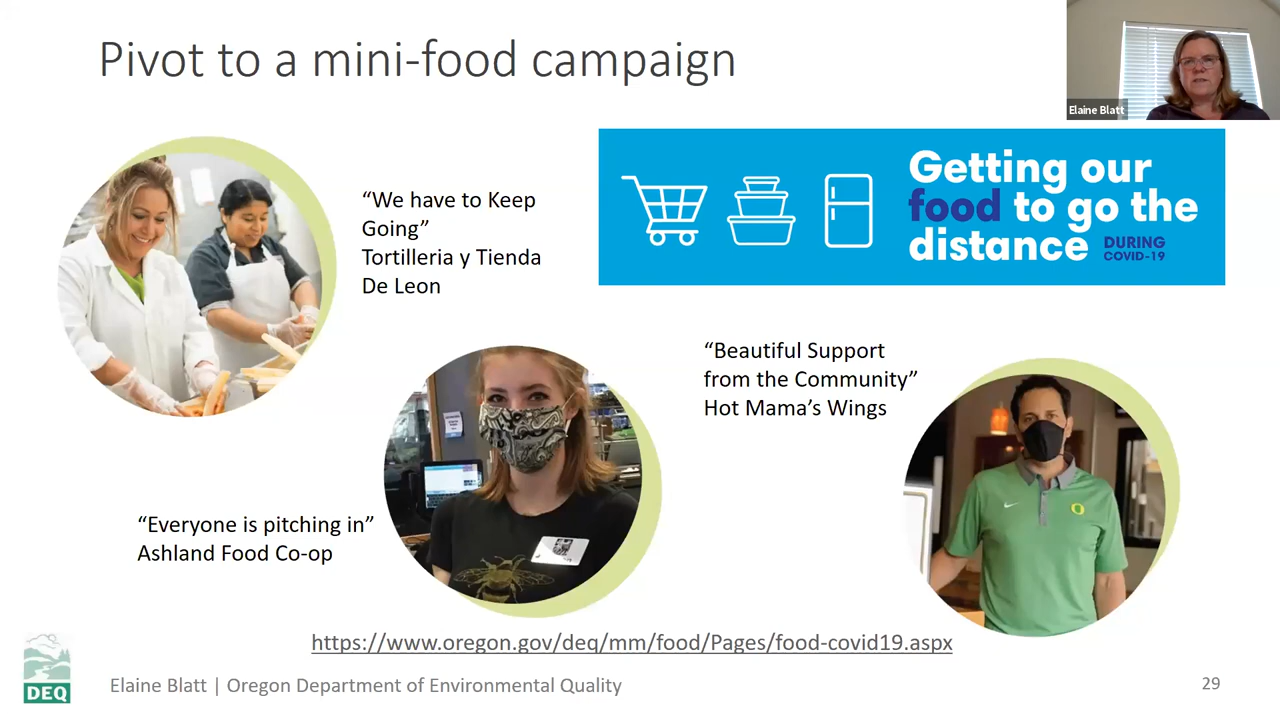 Pivot to a mini-food campaign
Elaine Blatt
“We have to Keep
Going”
Tortilleria y Tienda
De Leon
Getting our
food to go the
distance DURING
COVID-19
“Beautiful Support
from the Community”
Hot Mama’s Wings
“Everyone is pitching in”
Ashland Food Co-op
https://www.oregon.gov/deq/mm/food/Pages/food-covid19.aspx
DEQ
Elaine Blatt | Oregon Department of Environmental Quality
29